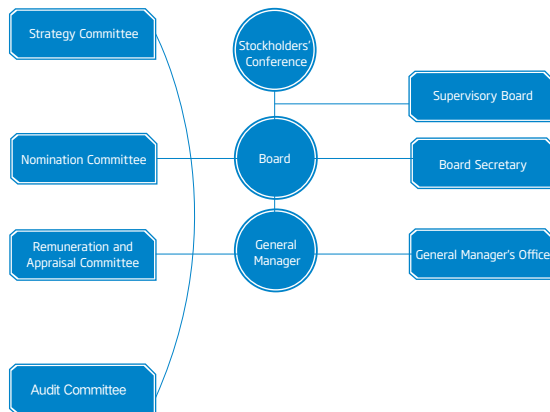 Strategy Committee
Stockholders'
Conference
Supervisory Board
Nomination Committee
Board
Board Secretary
Remuneration and
Appraisal Committee
General
Manager
General Manager's Office
Audit Committee